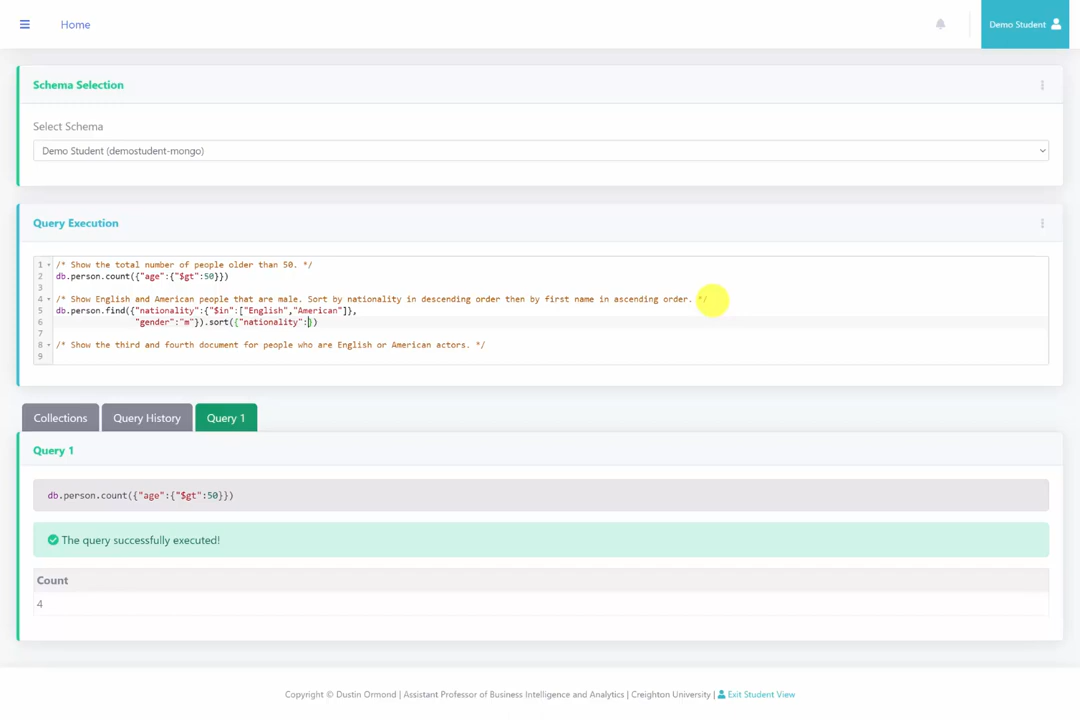 Home
Demo Student
Schema Selection
Select Schema
Demo Student (demostudent-mongo)
Query Execution
1 /* Show the total number of people older than 50. */
2 db.person.count({"age":{"$gt":50}})
3
4 /* Show English and American people that are male. Sort by nationality in descending order then by first name in ascending order. */
5 db.person.find({"nationality":{"$in":["English","American"]},
6 "gender":"m"}).sort({"nationality":})
7
8 /* Show the third and fourth document for people who are English or American actors. */
9
Collections Query History Query 1
Query 1
db.person.count({"age":{"$gt":50}})
The query successfully executed!
Count
4
Copyright © Dustin Ormond | Assistant Professor of Business Intelligence and Analytics | Creighton University | Exit Student View